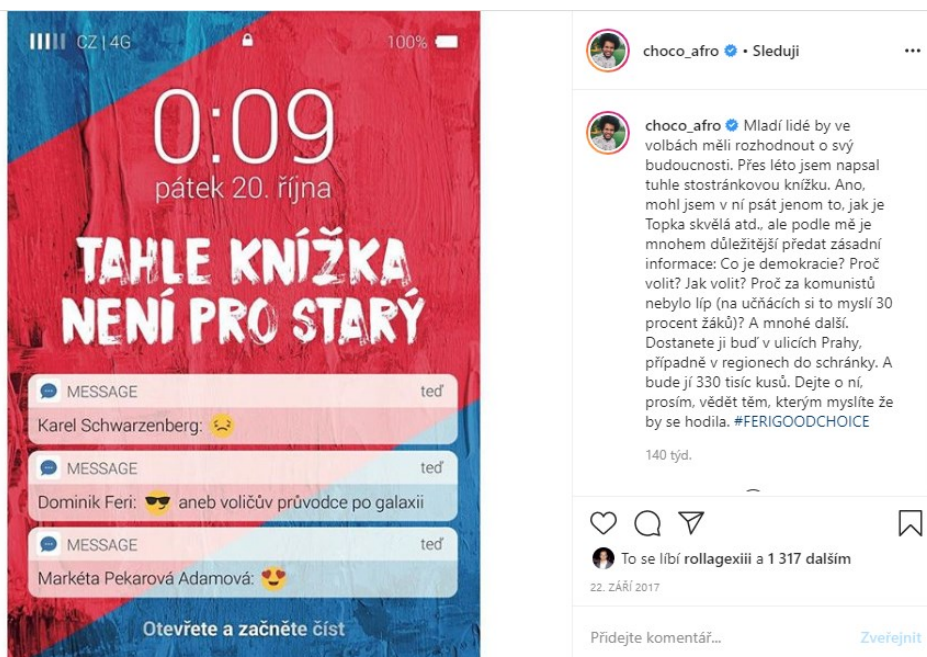 CZ | 4G
100%
0:09
pátek 20. října
TAHLE KNÍŽKA
NENÍ PRO STARÝ
MESSAGE
teď
Karel Schwarzenberg: 😣
MESSAGE
teď
Dominik Feri: 😎 aneb voličův průvodce po galaxii
MESSAGE
teď
Markéta Pekarová Adamová: 😍
Otevřete a začněte číst
choco_afro • Sleduji
choco_afro Mladí lidé by ve
volbách měli rozhodnout o svý
budoucnosti. Přes léto jsem napsal
tuhle stostránkovou knížku. Ano,
mohl jsem v ní psát jenom to, jak je
Topka skvělá atd., ale podle mě je
mnohem důležitější předat zásadní
informace: Co je demokracie? Proč
volit? Jak volit? Proč za komunistů
nebylo líp (na učňácích si to myslí 30
procent žáků)? A mnohé další.
Dostanete ji buď v ulicích Prahy,
případně v regionech do schránky. A
bude jí 330 tisíc kusů. Dejte o ní,
prosím, vědět těm, kterým myslíte že
by se hodila. #FERIGOODCHOICE
140 týd.
To se líbí rollagexiii a 1 317 dalším
22. ZÁŘÍ 2017
Přidejte komentář...
Zveřejnit